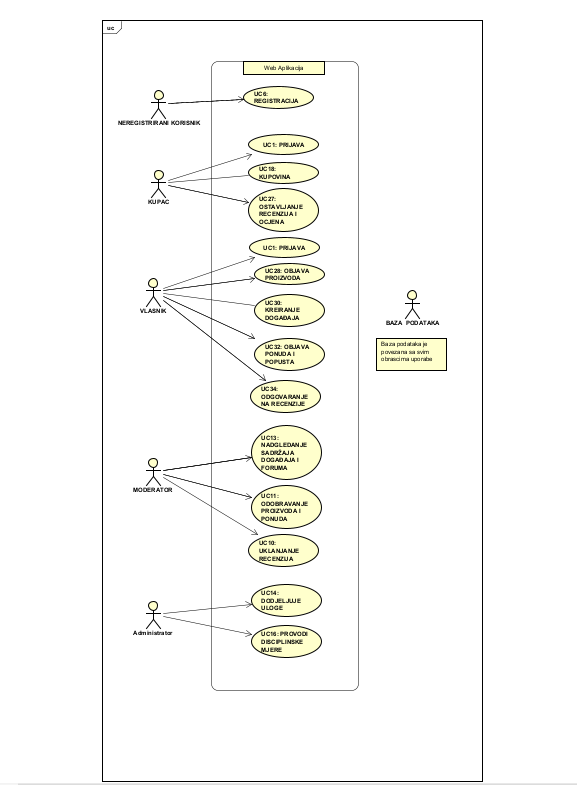 uc
Web Aplikacija
UC6:
REGISTRACIJA
NEREGISTRIRANI KORISNIK
UC1: PRIJAVA
UC18:
KUPOVINA
KUPAC
UC27:
OSTAVLJANJE
RECENZIJA I
OCJENA
UC1: PRIJAVA
UC28: OBJAVA
PROIZVODA
VLASNIK
UC30:
KREIRANJE
DOGAĐAJA
BAZA PODATAKA
UC32: OBJAVA
PONUDA I
POPUSTA
Baza podataka je
povezana sa svim
obrascima uporabe
UC34:
ODGOVARANJE
NA RECENZIJE
UC13:
NADGLEDANJE
SADRŽAJA
DOGAĐAJA I
FORUMA
MODERATOR
UC11:
ODOBRAVANJE
PROIZVODA I
PONUDA
UC10:
UKLANJANJE
RECENZIJA
UC14:
DODJELJUJE
ULOGE
Administrator
UC16: PROVODI
DISCIPLINSKE
MJERE